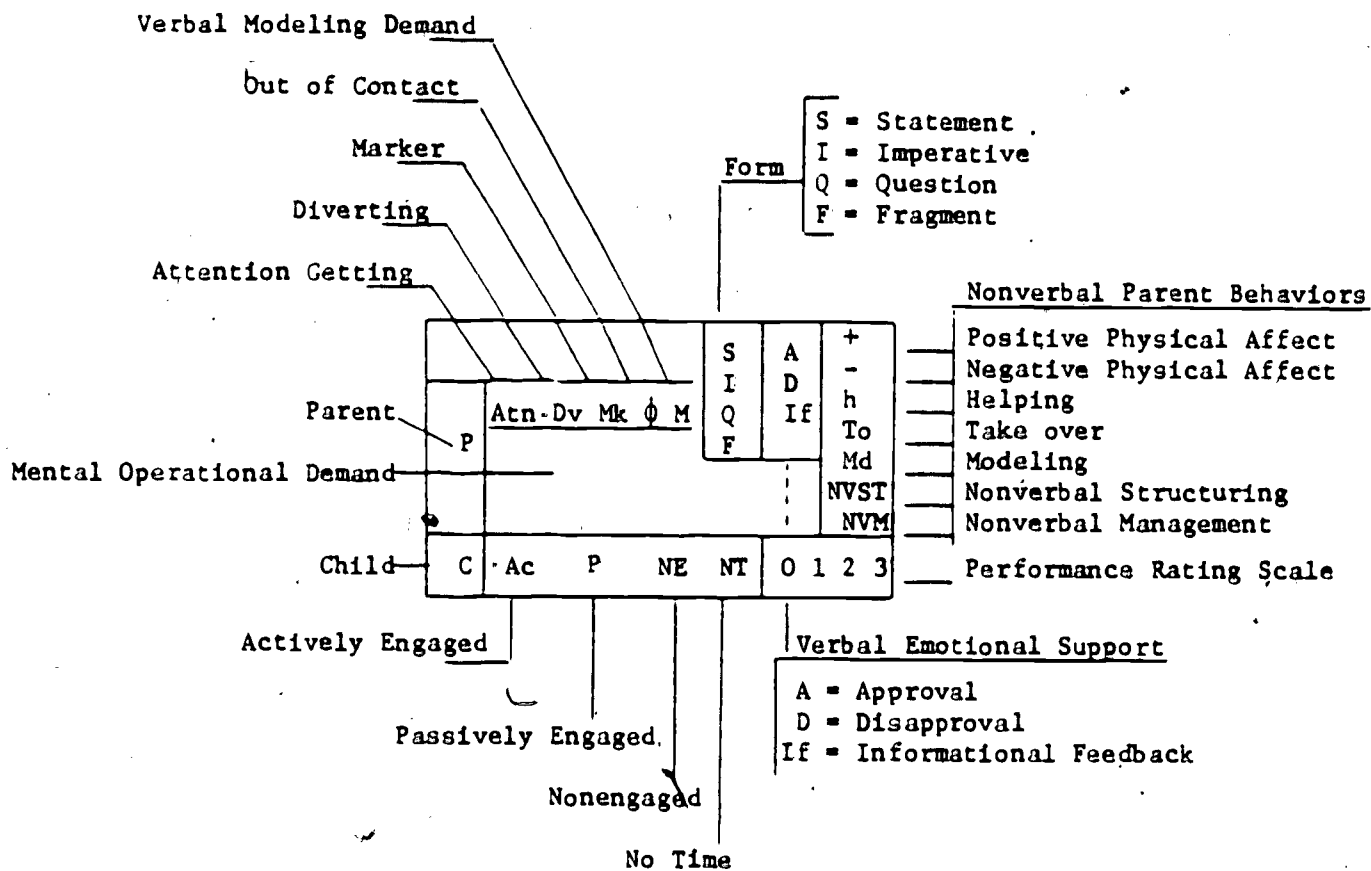 Verbal Modeling Demand
Out of Contact
Marker
Diverting
Attention Getting
Form
S = Statement
I = Imperative
Q = Question
F = Fragment
Nonverbal Parent Behaviors
Positive Physical Affect
Negative Physical Affect
Helping
Take over
Modeling
Nonverbal Structuring
Nonverbal Management
Performance Rating Scale
Parent
Mental Operational Demand
Child
P
Atn Dv Mk ϕ M
S
I
Q
F
A
D
If
+
-
h
To
Md
NVST
NVM
C Ac P NE NT 0 1 2 3
Actively Engaged
Passively Engaged
Nonengaged
No Time
Verbal Emotional Support
A = Approval
D = Disapproval
If = Informational Feedback